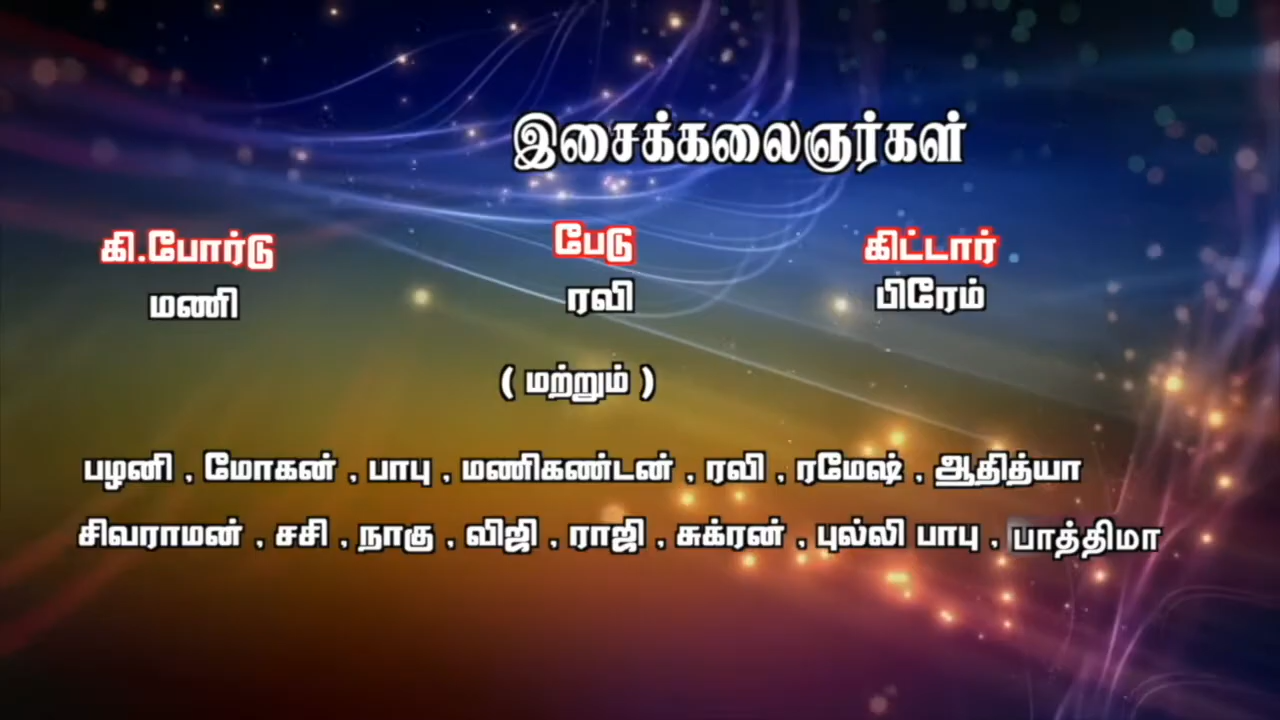 இசைக்கலைஞர்கள்
கி.போர்டு பேடு கிட்டார்
மணி ரவி பிரேம்
( மற்றும் )
பழனி , மோகன் , பாபு , மணிகண்டன் , ரவி , ரமேஷ் , ஆதித்யா
சிவராமன் , சசி , நாகு , விஜி , ராஜி , சுக்ரன் , புல்லி பாபு , பாத்திமா